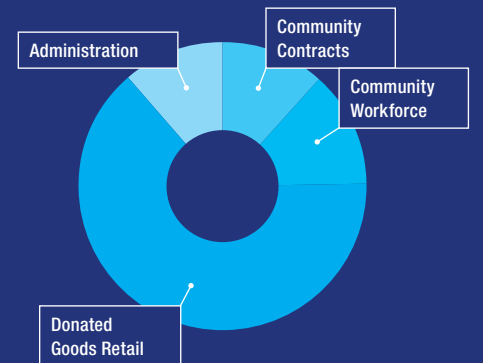 Administration
Community
Contracts
Community
Workforce
Donated
Goods Retail